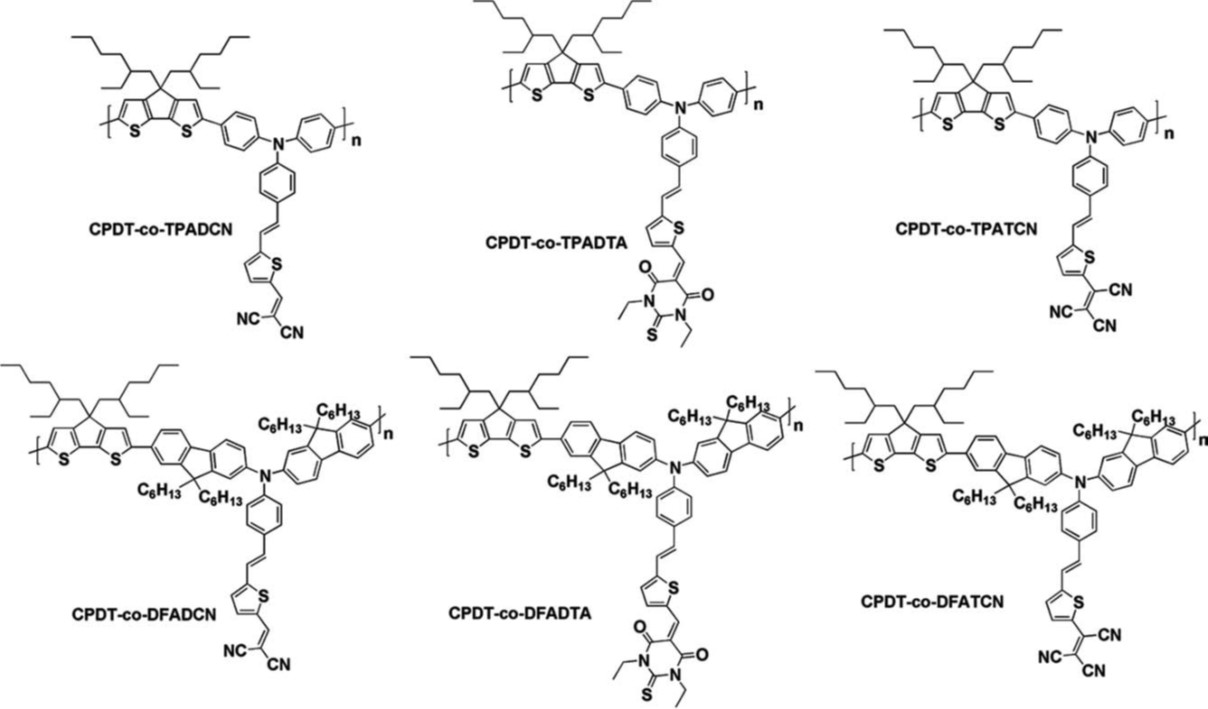 S S N n
CPDT-co-TPADCN
S
NC
CN
S S N n
CPDT-co-TPADTA
S
O
N O
N
S
S S N n
CPDT-co-TPATCN
S
CN
NC
CN
C₆H₁₃
C₆H₁₃
n
S S
N
C₆H₁₃
C₆H₁₃
CPDT-co-DFADCN
S
NC
CN
C₆H₁₃
C₆H₁₃
n
S S
N
C₆H₁₃
C₆H₁₃
CPDT-co-DFADTA
S
O
N O
N
S
C₆H₁₃
C₆H₁₃
n
S S
N
C₆H₁₃
C₆H₁₃
CPDT-co-DFATCN
S
CN
NC
CN